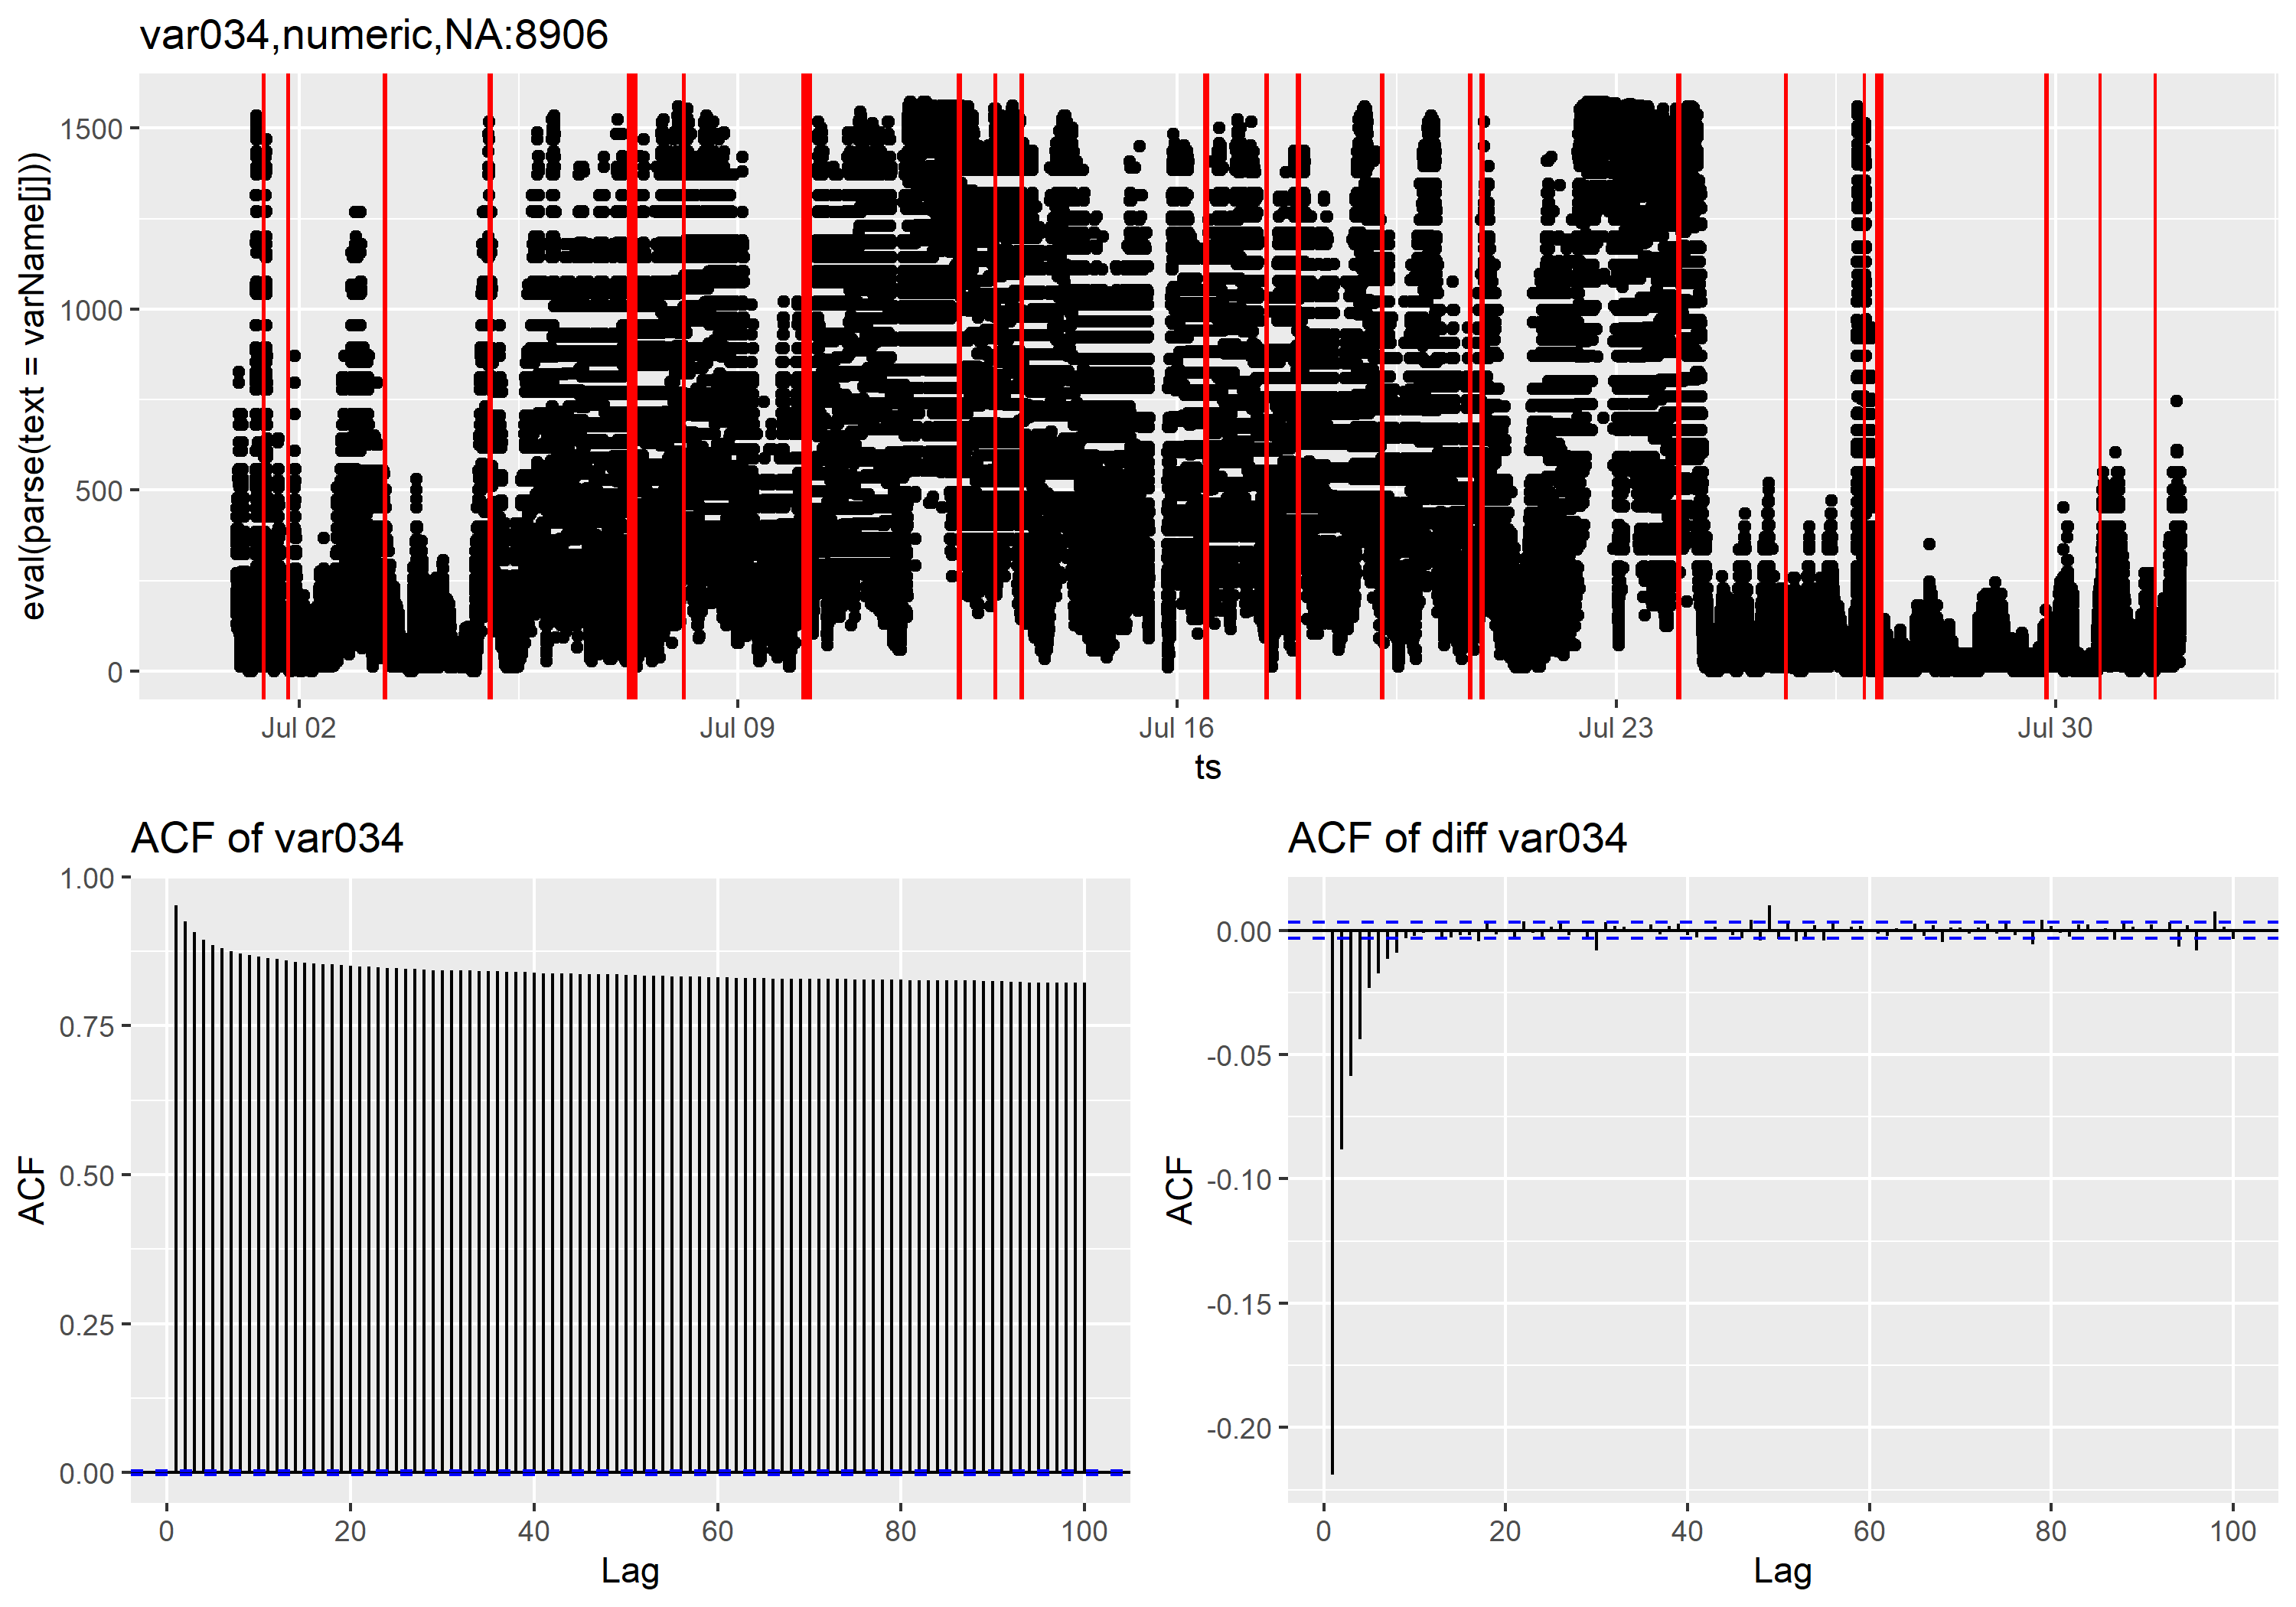 var034,numeric,NA:8906
eval(parse(text = varName[j]))
1500
1000
500
0
Jul 02
Jul 09
Jul 16
Jul 23
Jul 30
ts
ACF of var034
ACF
1.00
0.75
0.50
0.25
0.00
0
20
40
60
80
100
Lag
ACF of diff var034
ACF
0.00
-0.05
-0.10
-0.15
-0.20
0
20
40
60
80
100
Lag